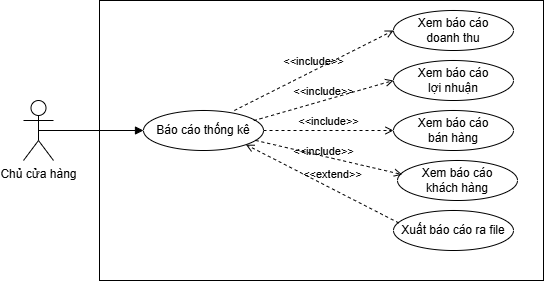 Xem báo cáo
doanh thu
<<include>>
Xem báo cáo
lợi nhuận
<<include>>
Báo cáo thống kê
<<include>>
Xem báo cáo
bán hàng
<<include>>
Xem báo cáo
khách hàng
Chủ cửa hàng
<<extend>>
Xuất báo cáo ra file